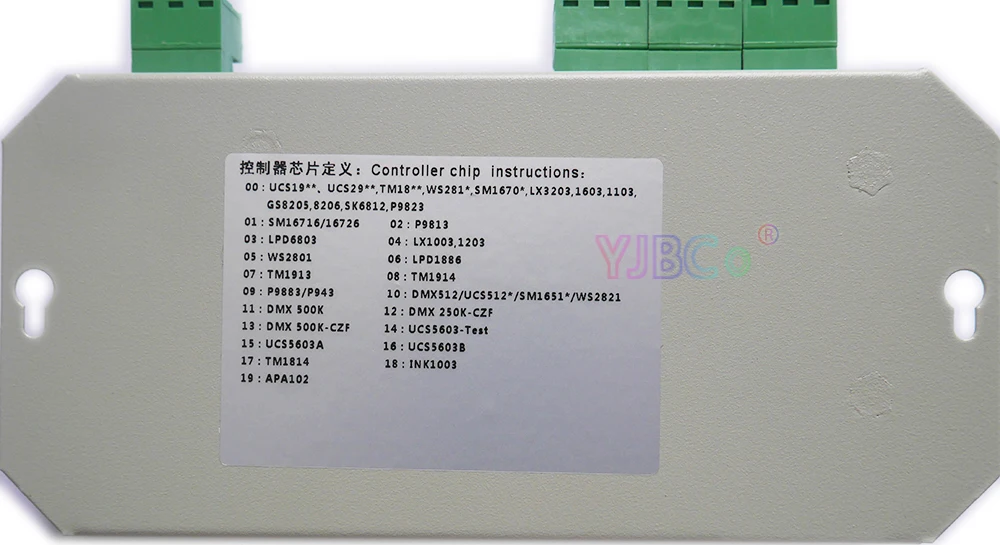 控制器芯片定义：Controller chip instructions：
00：UCS19**、UCS29**,TM18**,WS281*,SM1670*,LX3203,1603,1103,
GS8205,8206,SK6812,P9823
01：SM16716/16726 02：P9813
03：LPD6803 04：LX1003,1203
05：WS2801 06：LPD1886
07：TM1913 08：TM1914
09：P9883/P943 10：DMX512/UCS512*/SM1651*/WS2821
11：DMX 500K 12：DMX 250K-CZF
13：DMX 500K-CZF 14：UCS5603-Test
15：UCS5603A 16：UCS5603B
17：TM1814 18：INK1003
19：APA102
YJBCo®